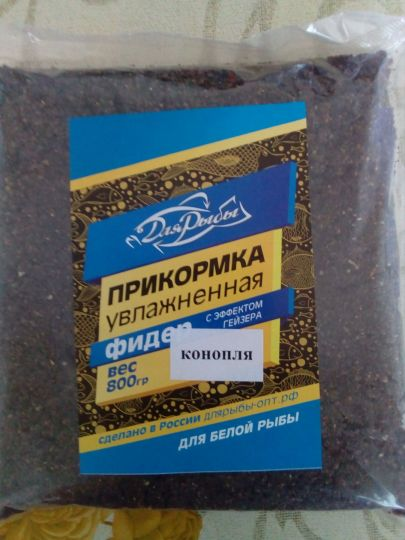 ДляРыбы
ПРИКОРМКА
увлажненная
С ЭФФЕКТОМ
ГЕЙЗЕРА
фидер
конопля
вес
800гр
сделано в России длярыбы-опт.рф
ДЛЯ БЕЛОЙ РЫБЫ